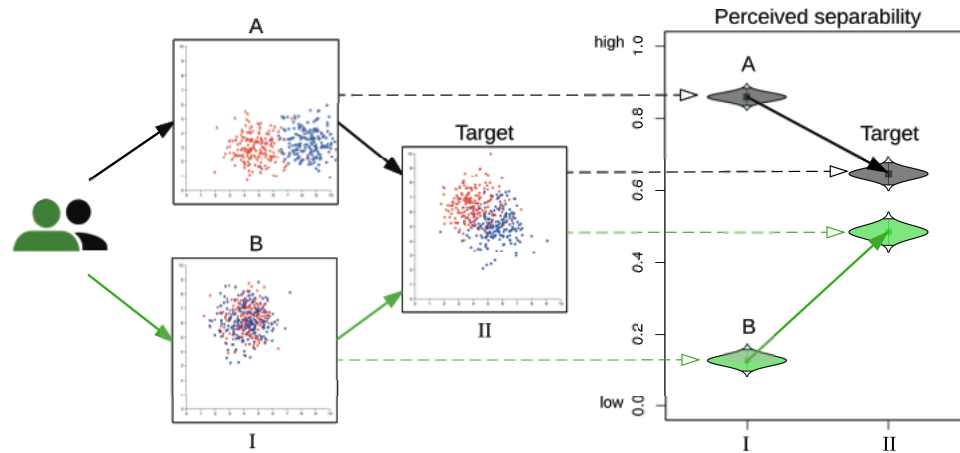 A
Target
B
I
II
Perceived separability
high
1.0
0.8
0.6
0.4
0.2
0.0
low
A
Target
B
I
II